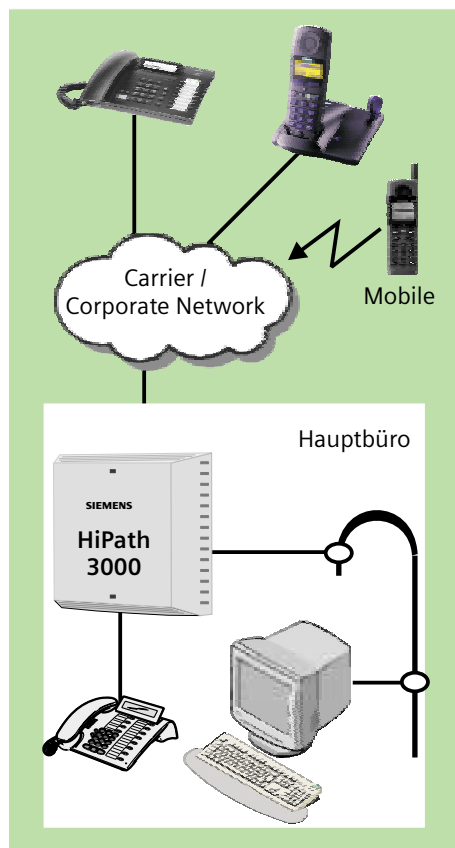 Carrier /
Corporate Network
Mobile
Hauptbüro
SIEMENS
HiPath
3000